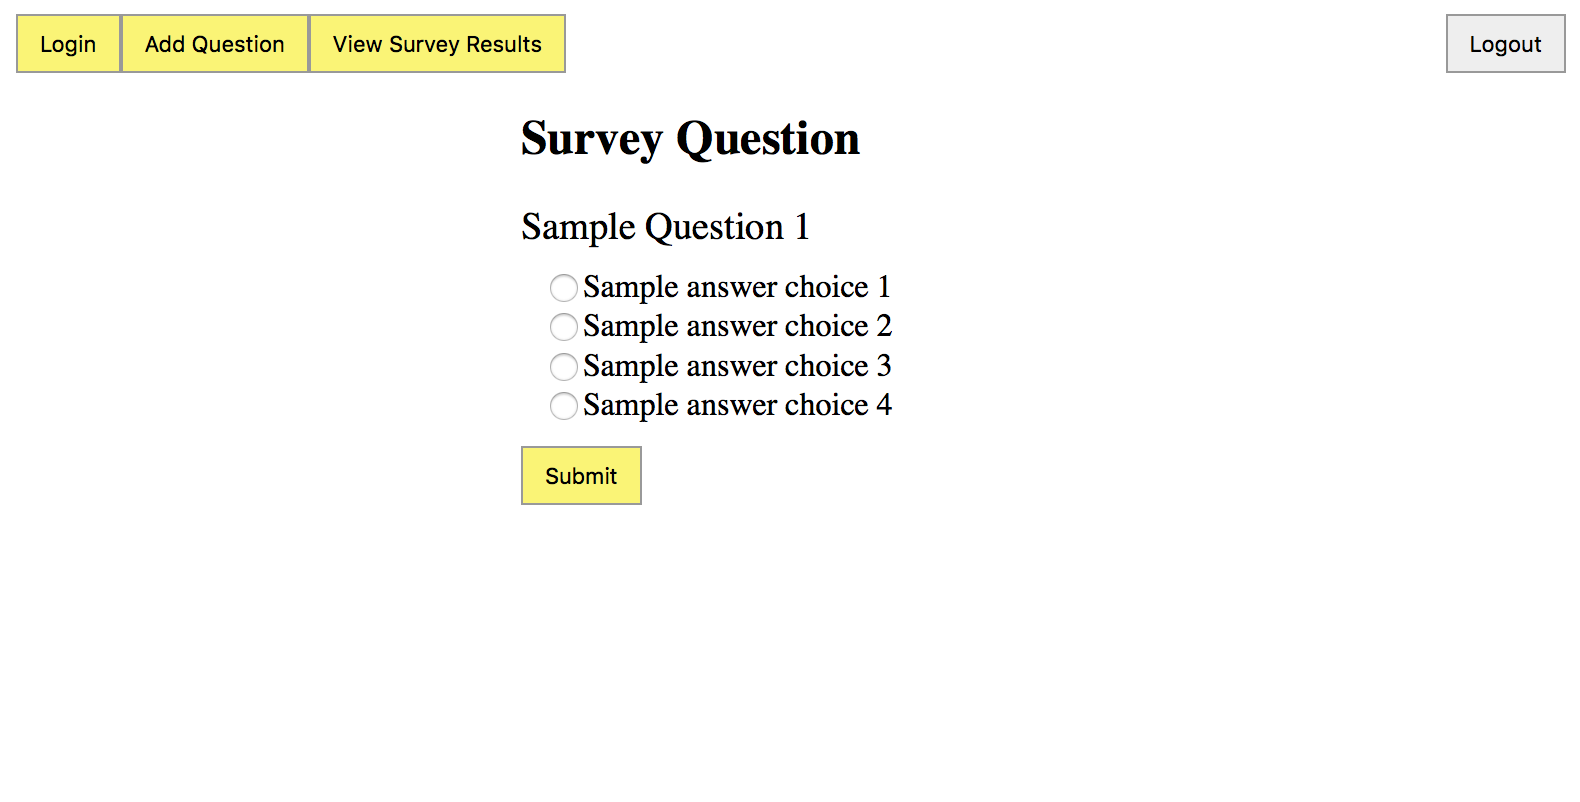 Login Add Question View Survey Results Logout
Survey Question
Sample Question 1
Sample answer choice 1
Sample answer choice 2
Sample answer choice 3
Sample answer choice 4
Submit